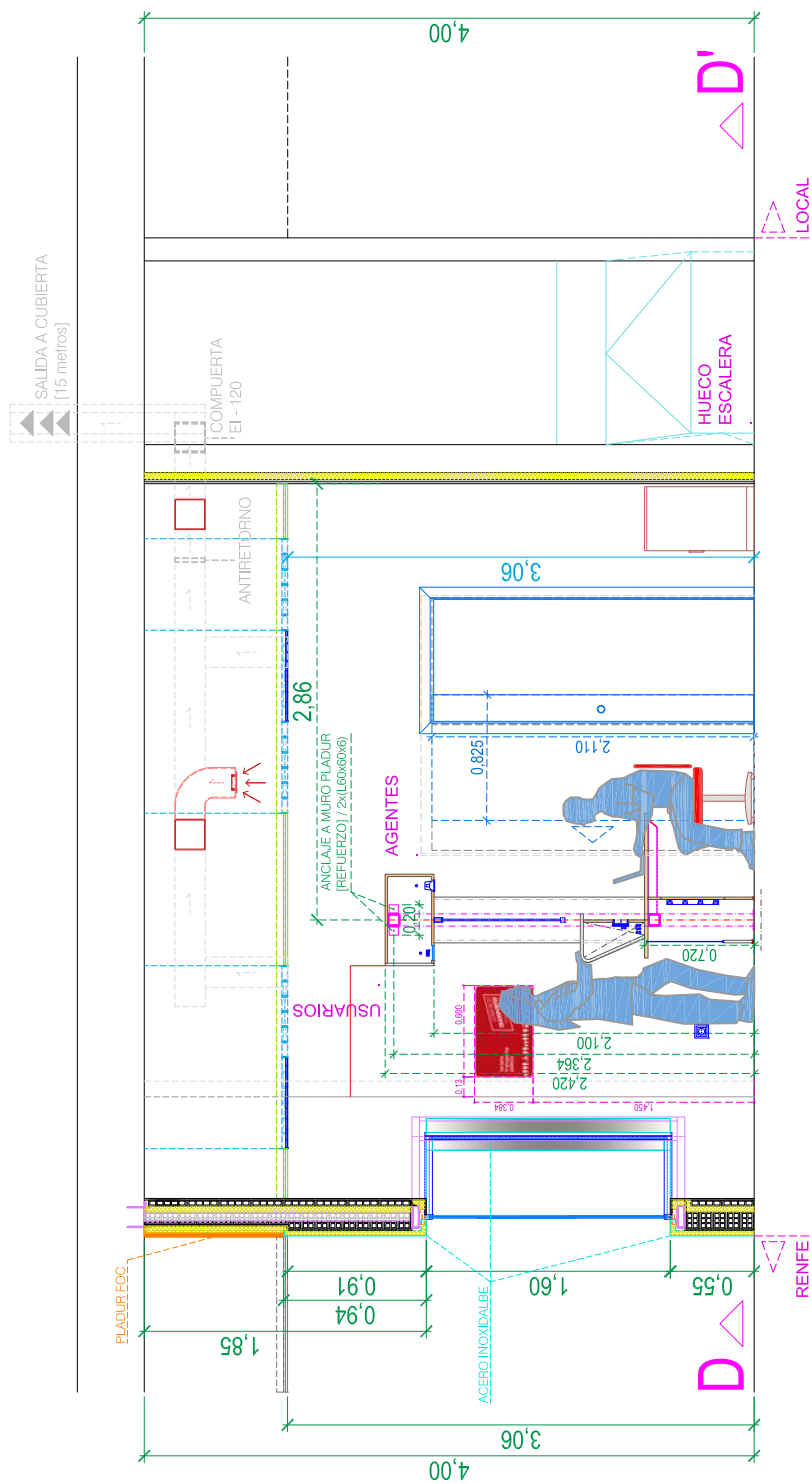 4,00
D'
LOCAL
SALIDA A CUBIERTA
[15 metros]
COMPUERTA
EI - 120
HUECO
ESCALERA
ANTIRETORNO
3,06
2,86
0,825
2,110
ANCLAJE A MURO PLADUR
[REFUERZO] / 2x(L60x60x6)
AGENTES
0,20
0,720
USUARIOS
0,600
2,100
2,364
2,420
0,13
0,384
1,450
PLADUR FOC
ACERO INOXIDALBE
0,91
0,94
1,85
1,60
0,55
RENFE
D
3,06
4,00